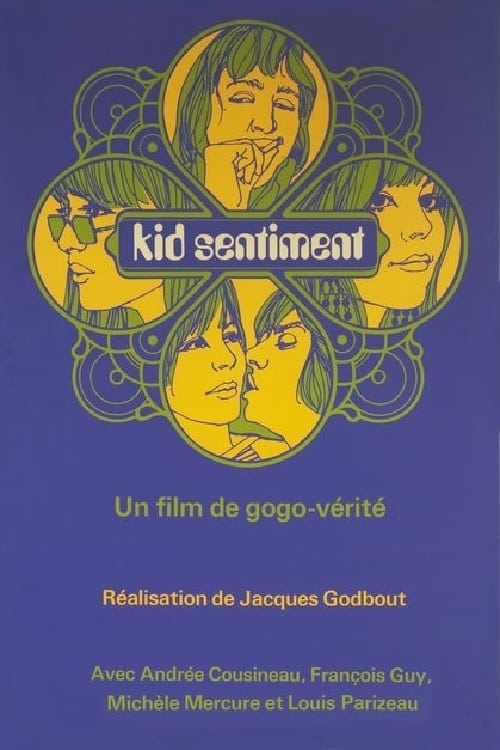 kid sentiment
Un film de gogo-vérité
Réalisation de Jacques Godbout
Avec Andrée Cousineau, François Guy,
Michèle Mercure et Louis Parizeau